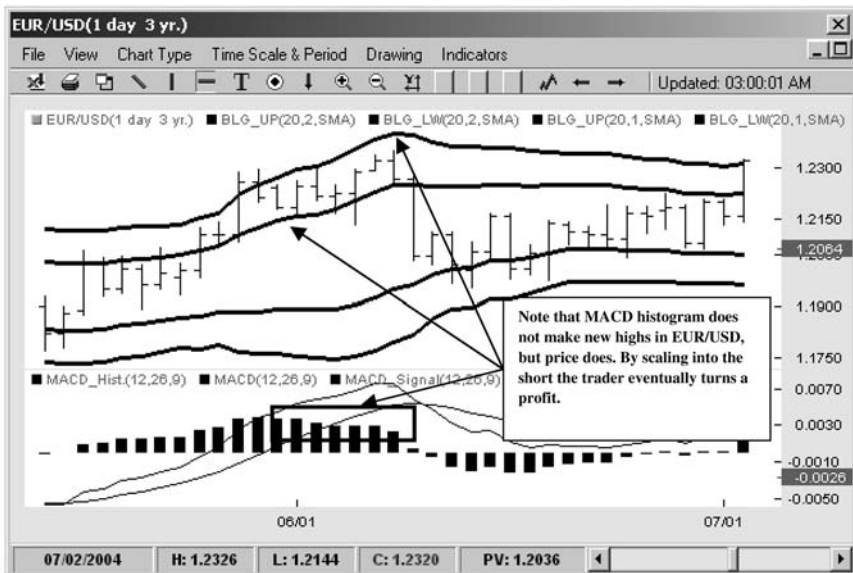 EUR/USD(1 day 3 yr.)
File View Chart Type Time Scale & Period Drawing Indicators
T Updated: 03:00:01 AM
EUR/USD(1 day 3 yr.) BLG_UP(20,2,SMA) BLG_LW(20,2,SMA) BLG_UP(20,1,SMA) BLG_LW(20,1,SMA)
1.2300
1.2150
1.2064
1.1900
1.1750
Note that MACD histogram does
not make new highs in EUR/USD,
but price does. By scaling into the
short the trader eventually turns a
profit.
MACD_Hist.(12,26,9) MACD(12,26,9) MACD_Signal(12,26,9)
0.0070
0.0030
-0.0010
-0.0026
-0.0050
06/01 07/01
07/02/2004 H: 1.2326 L: 1.2144 C: 1.2320 PV: 1.2036